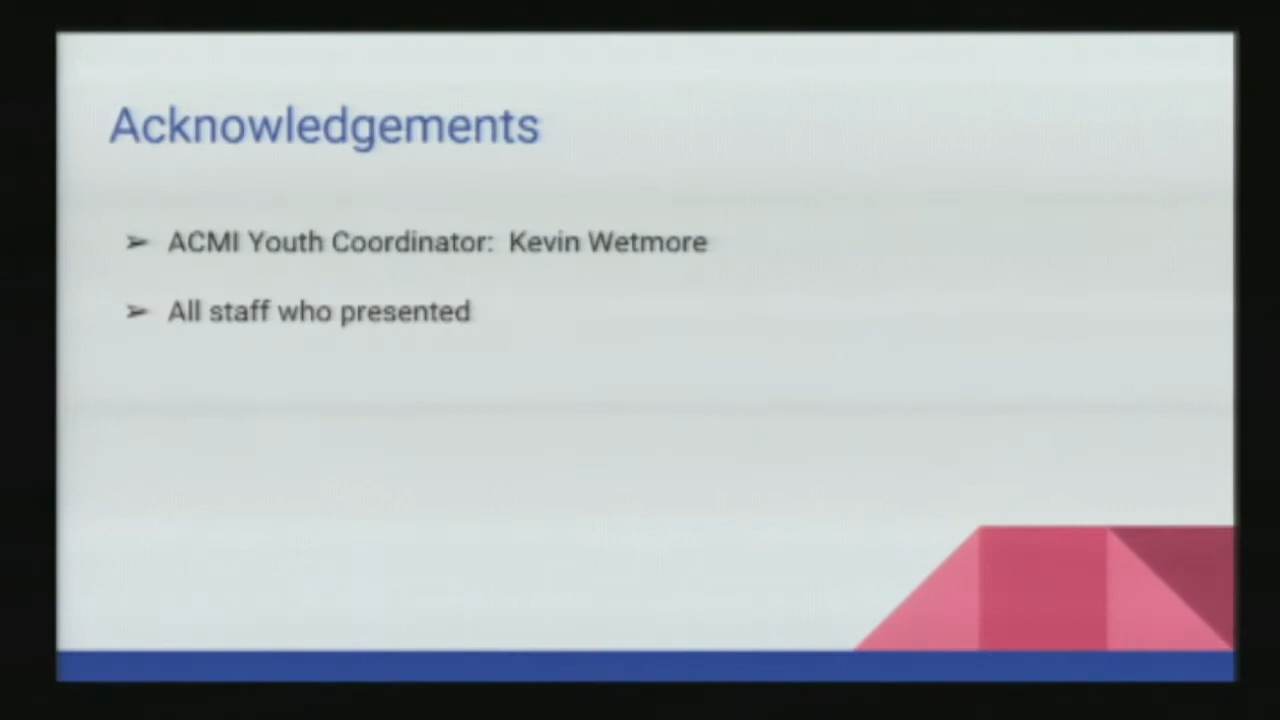 Acknowledgements
➢ ACMI Youth Coordinator: Kevin Wetmore
➢ All staff who presented